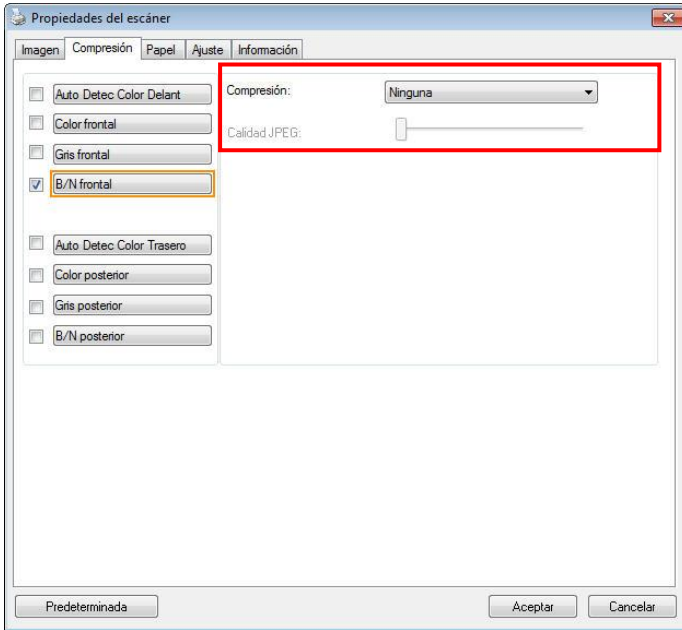 Propiedades del escáner
Imagen Compresión Papel Ajuste Información
Auto Detec Color Delant
Color frontal
Gris frontal
B/N frontal
Auto Detec Color Trasero
Color posterior
Gris posterior
B/N posterior
Compresión: Ninguna
Calidad JPEG:
Predeterminada Aceptar Cancelar